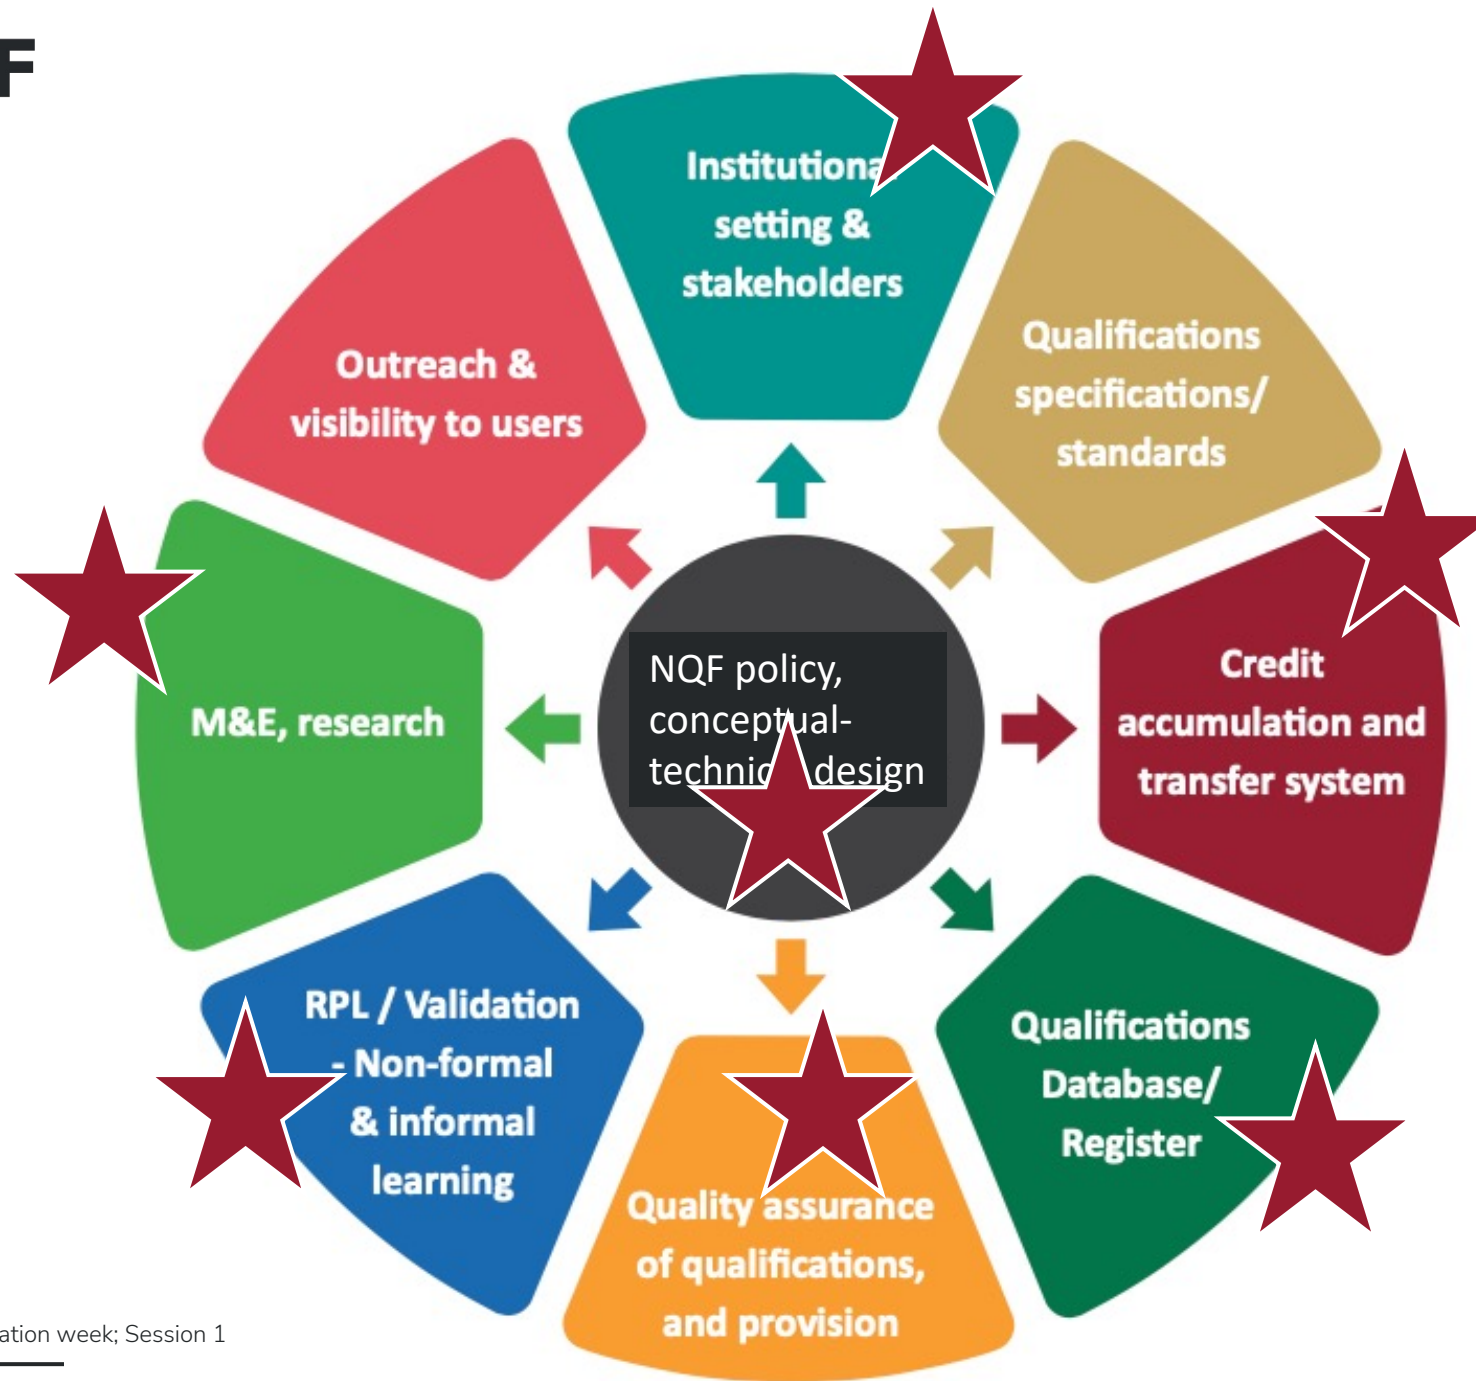 F
Institutional
setting &
stakeholders
Qualifications
specifications/
standards
Outreach &
visibility to users
NQF policy,
conceptual-
technical design
Credit
accumulation and
transfer system
M&E, research
RPL / Validation
- Non-formal
& informal
learning
Qualifications
Database/
Register
Quality assurance
of qualifications,
and provision
ation week; Session 1